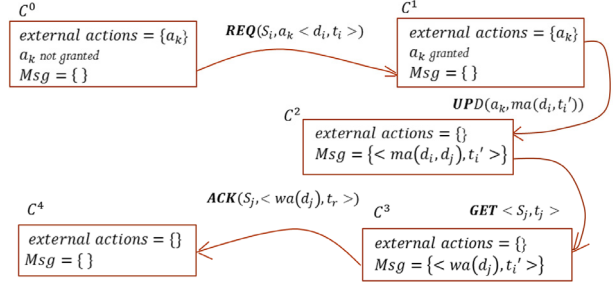 C⁰
external actions = {aₖ}
aₖ not granted
Msg = { }
REQ(Sᵢ, aₖ < dᵢ, tᵢ >)
C¹
external actions = {aₖ}
aₖ granted
Msg = { }
UPD(aₖ, ma(dᵢ, tᵢ′))
C²
external actions = {}
Msg = {< ma(dᵢ, dⱼ), tᵢ′ >}
GET < Sⱼ, tⱼ >
C³
external actions = {}
Msg = {< wa(dⱼ), tᵢ′ >}
ACK(Sⱼ, < wa(dⱼ), tᵣ >)
C⁴
external actions = {}
Msg = { }